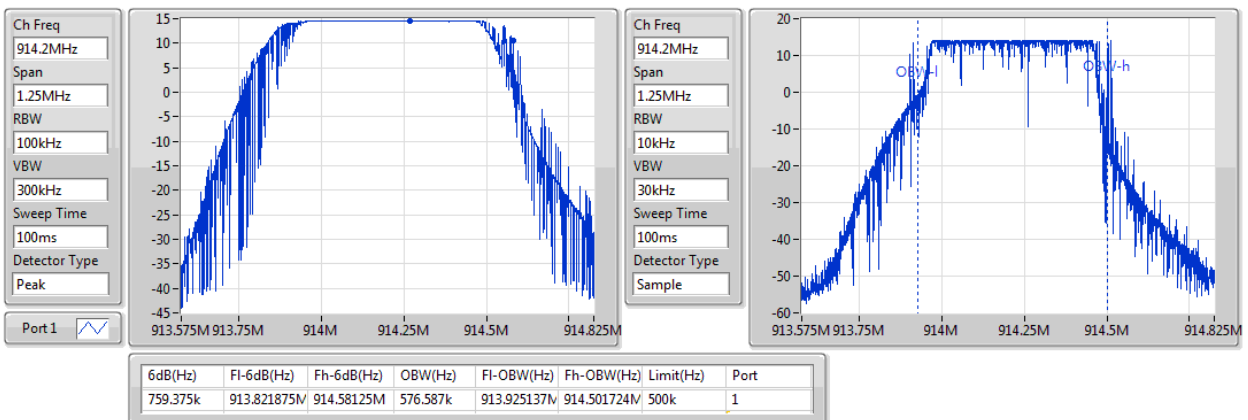 Ch Freq
914.2MHz
Span
1.25MHz
RBW
100kHz
VBW
300kHz
Sweep Time
100ms
Detector Type
Peak
Port 1
15
10
5
0
-5
-10
-15
-20
-25
-30
-35
-40
-45
913.575M 913.75M 914M 914.25M 914.5M 914.825M
Ch Freq
914.2MHz
Span
1.25MHz
RBW
10kHz
VBW
30kHz
Sweep Time
100ms
Detector Type
Sample
20
10
0
-10
-20
-30
-40
-50
-60
OBW-l
OBW-h
913.575M 913.75M 914M 914.25M 914.5M 914.825M
6dB(Hz) Fl-6dB(Hz) Fh-6dB(Hz) OBW(Hz) Fl-OBW(Hz) Fh-OBW(Hz) Limit(Hz) Port
759.375k 913.821875M 914.58125M 576.587k 913.925137M 914.501724M 500k 1